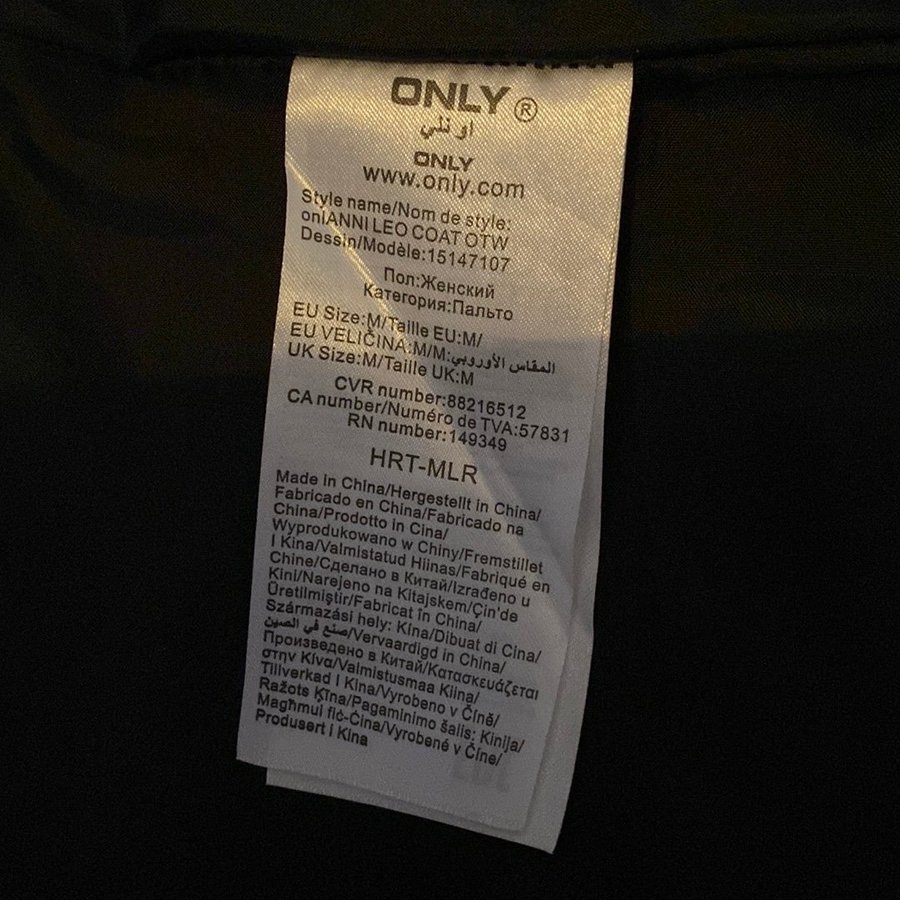 ONLY®
اونلي
ONLY
www.only.com
Style name/Nom de style:
onlANNI LEO COAT OTW
Dessin/Modèle:15147107
Пол:Женский
Категория:Пальто
EU Size:M/Taille EU:M/
EU VELIČINA:M/M:المقاس الأوروبي
UK Size:M/Taille UK:M
CVR number:88216512
CA number/Numéro de TVA:57831
RN number:149349
HRT-MLR
Made in China/Hergestellt in China/
Fabricado en China/Fabricado na
China/Prodotto in Cina/
Wyprodukowano w Chiny/Fremstillet
I Kina/Valmistatud Hiinas/Fabriqué en
Chine/Сделано в Китай/Izrađeno u
Kini/Narejeno na Kitajskem/Çin'de
Üretilmiştir/Fabricat în China/
Származási hely: Kína/Dibuat di Cina/
صنع في الصين/Vervaardigd in China/
Произведено в Китай/Κατασκευάζεται
στην Κίνα/Valmistusmaa Kiina/
Tillverkad I Kina/Vyrobeno v Číně/
Ražots Ķīna/Pagaminimo šalis: Kinija/
Magħmul fiċ-Ċina/Vyrobené v Číne/
Produsert i Kina